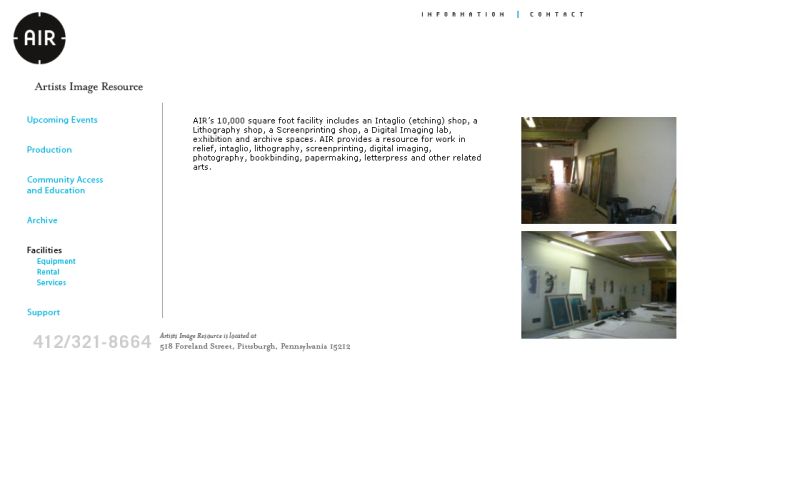 INFORMATION | CONTACT
AIR
Artists Image Resource
Upcoming Events
Production
Community Access
and Education
Archive
Facilities
Equipment
Rental
Services
Support
AIR's 10,000 square foot facility includes an Intaglio (etching) shop, a
Lithography shop, a Screenprinting shop, a Digital Imaging lab,
exhibition and archive spaces. AIR provides a resource for work in
relief, intaglio, lithography, screenprinting, digital imaging,
photography, bookbinding, papermaking, letterpress and other related
arts.
412/321-8664
Artists Image Resource is located at
518 Foreland Street, Pittsburgh, Pennsylvania 15212